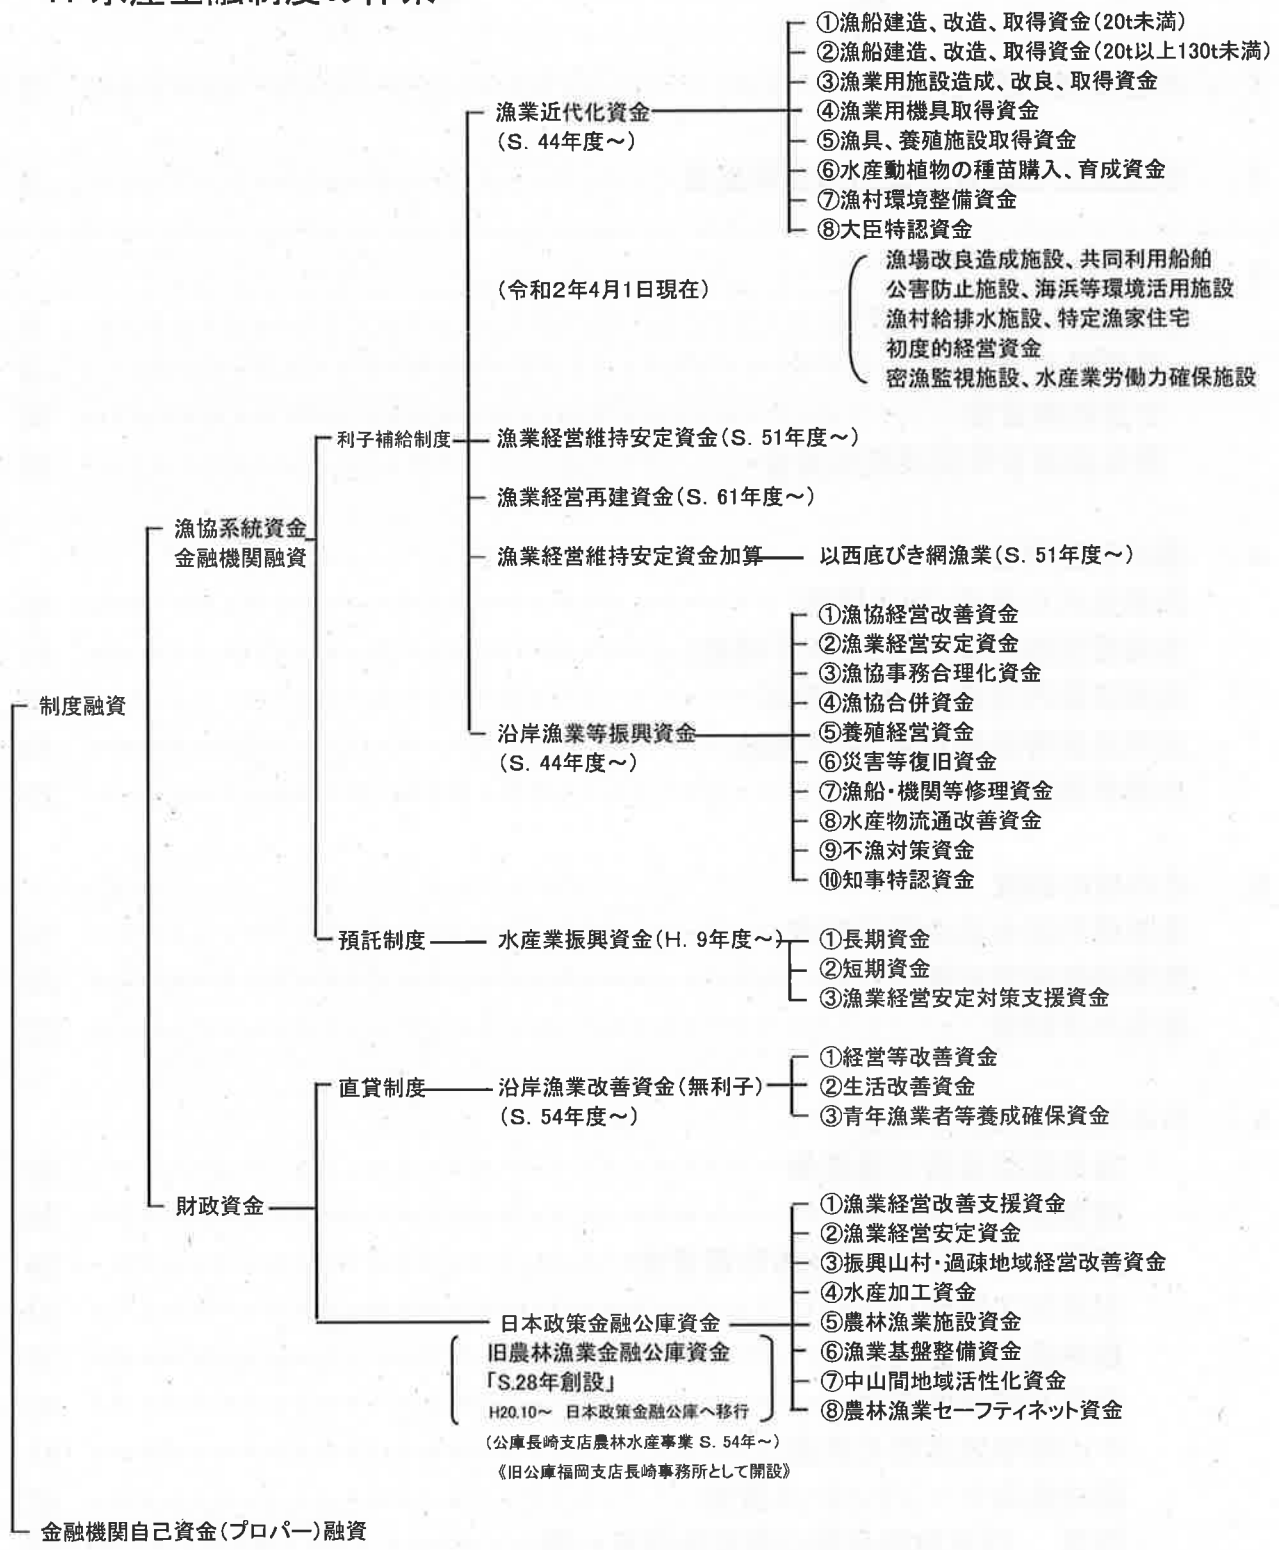 ①漁船建造、改造、取得資金(20t未満)
②漁船建造、改造、取得資金(20t以上130t未満)
③漁業用施設造成、改良、取得資金
漁業近代化資金
④漁業用機具取得資金
(S. 44年度～)
⑤漁具、養殖施設取得資金
⑥水産動植物の種苗購入、育成資金
⑦漁村環境整備資金
⑧大臣特認資金
漁場改良造成施設、共同利用船舶
(令和2年4月1日現在)
公害防止施設、海浜等環境活用施設
漁村給排水施設、特定漁家住宅
初度的経営資金
密漁監視施設、水産業労働力確保施設
利子補給制度
漁業経営維持安定資金(S. 51年度～)
漁業経営再建資金(S. 61年度～)
漁協系統資金
金融機関融資
漁業経営維持安定資金加算
以西底びき網漁業(S. 51年度～)
①漁協経営改善資金
②漁業経営安定資金
③漁協事務合理化資金
④漁協合併資金
制度融資
沿岸漁業等振興資金
(S. 44年度～)
⑤養殖経営資金
⑥災害等復旧資金
⑦漁船・機関等修理資金
⑧水産物流通改善資金
⑨不漁対策資金
⑩知事特認資金
預託制度
水産業振興資金(H. 9年度～)
①長期資金
②短期資金
③漁業経営安定対策支援資金
直貸制度
沿岸漁業改善資金(無利子)
(S. 54年度～)
①経営等改善資金
②生活改善資金
③青年漁業者等養成確保資金
財政資金
①漁業経営改善支援資金
②漁業経営安定資金
③振興山村・過疎地域経営改善資金
④水産加工資金
日本政策金融公庫資金
⑤農林漁業施設資金
旧農林漁業金融公庫資金
⑥漁業基盤整備資金
「S.28年創設」
⑦中山間地域活性化資金
H20.10～ 日本政策金融公庫へ移行
⑧農林漁業セーフティネット資金
(公庫長崎支店農林水産事業 S. 54年～)
《旧公庫福岡支店長崎事務所として開設》
金融機関自己資金(プロパー)融資